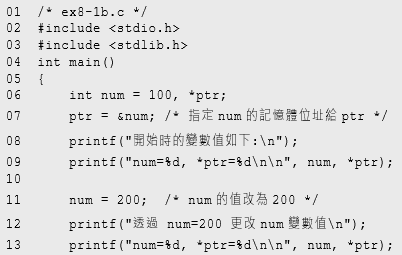 01 /* ex8-1b.c */
02 #include <stdio.h>
03 #include <stdlib.h>
04 int main()
05 {
06     int num = 100, *ptr;
07     ptr = &num; /* 指定 num 的記憶體位址給 ptr */
08     printf("開始時的變數值如下:\n");
09     printf("num=%d, *ptr=%d\n\n", num, *ptr);
10
11     num = 200;  /* num 的值改為 200 */
12     printf("透過 num=200 更改 num 變數值\n");
13     printf("num=%d, *ptr=%d\n\n", num, *ptr);